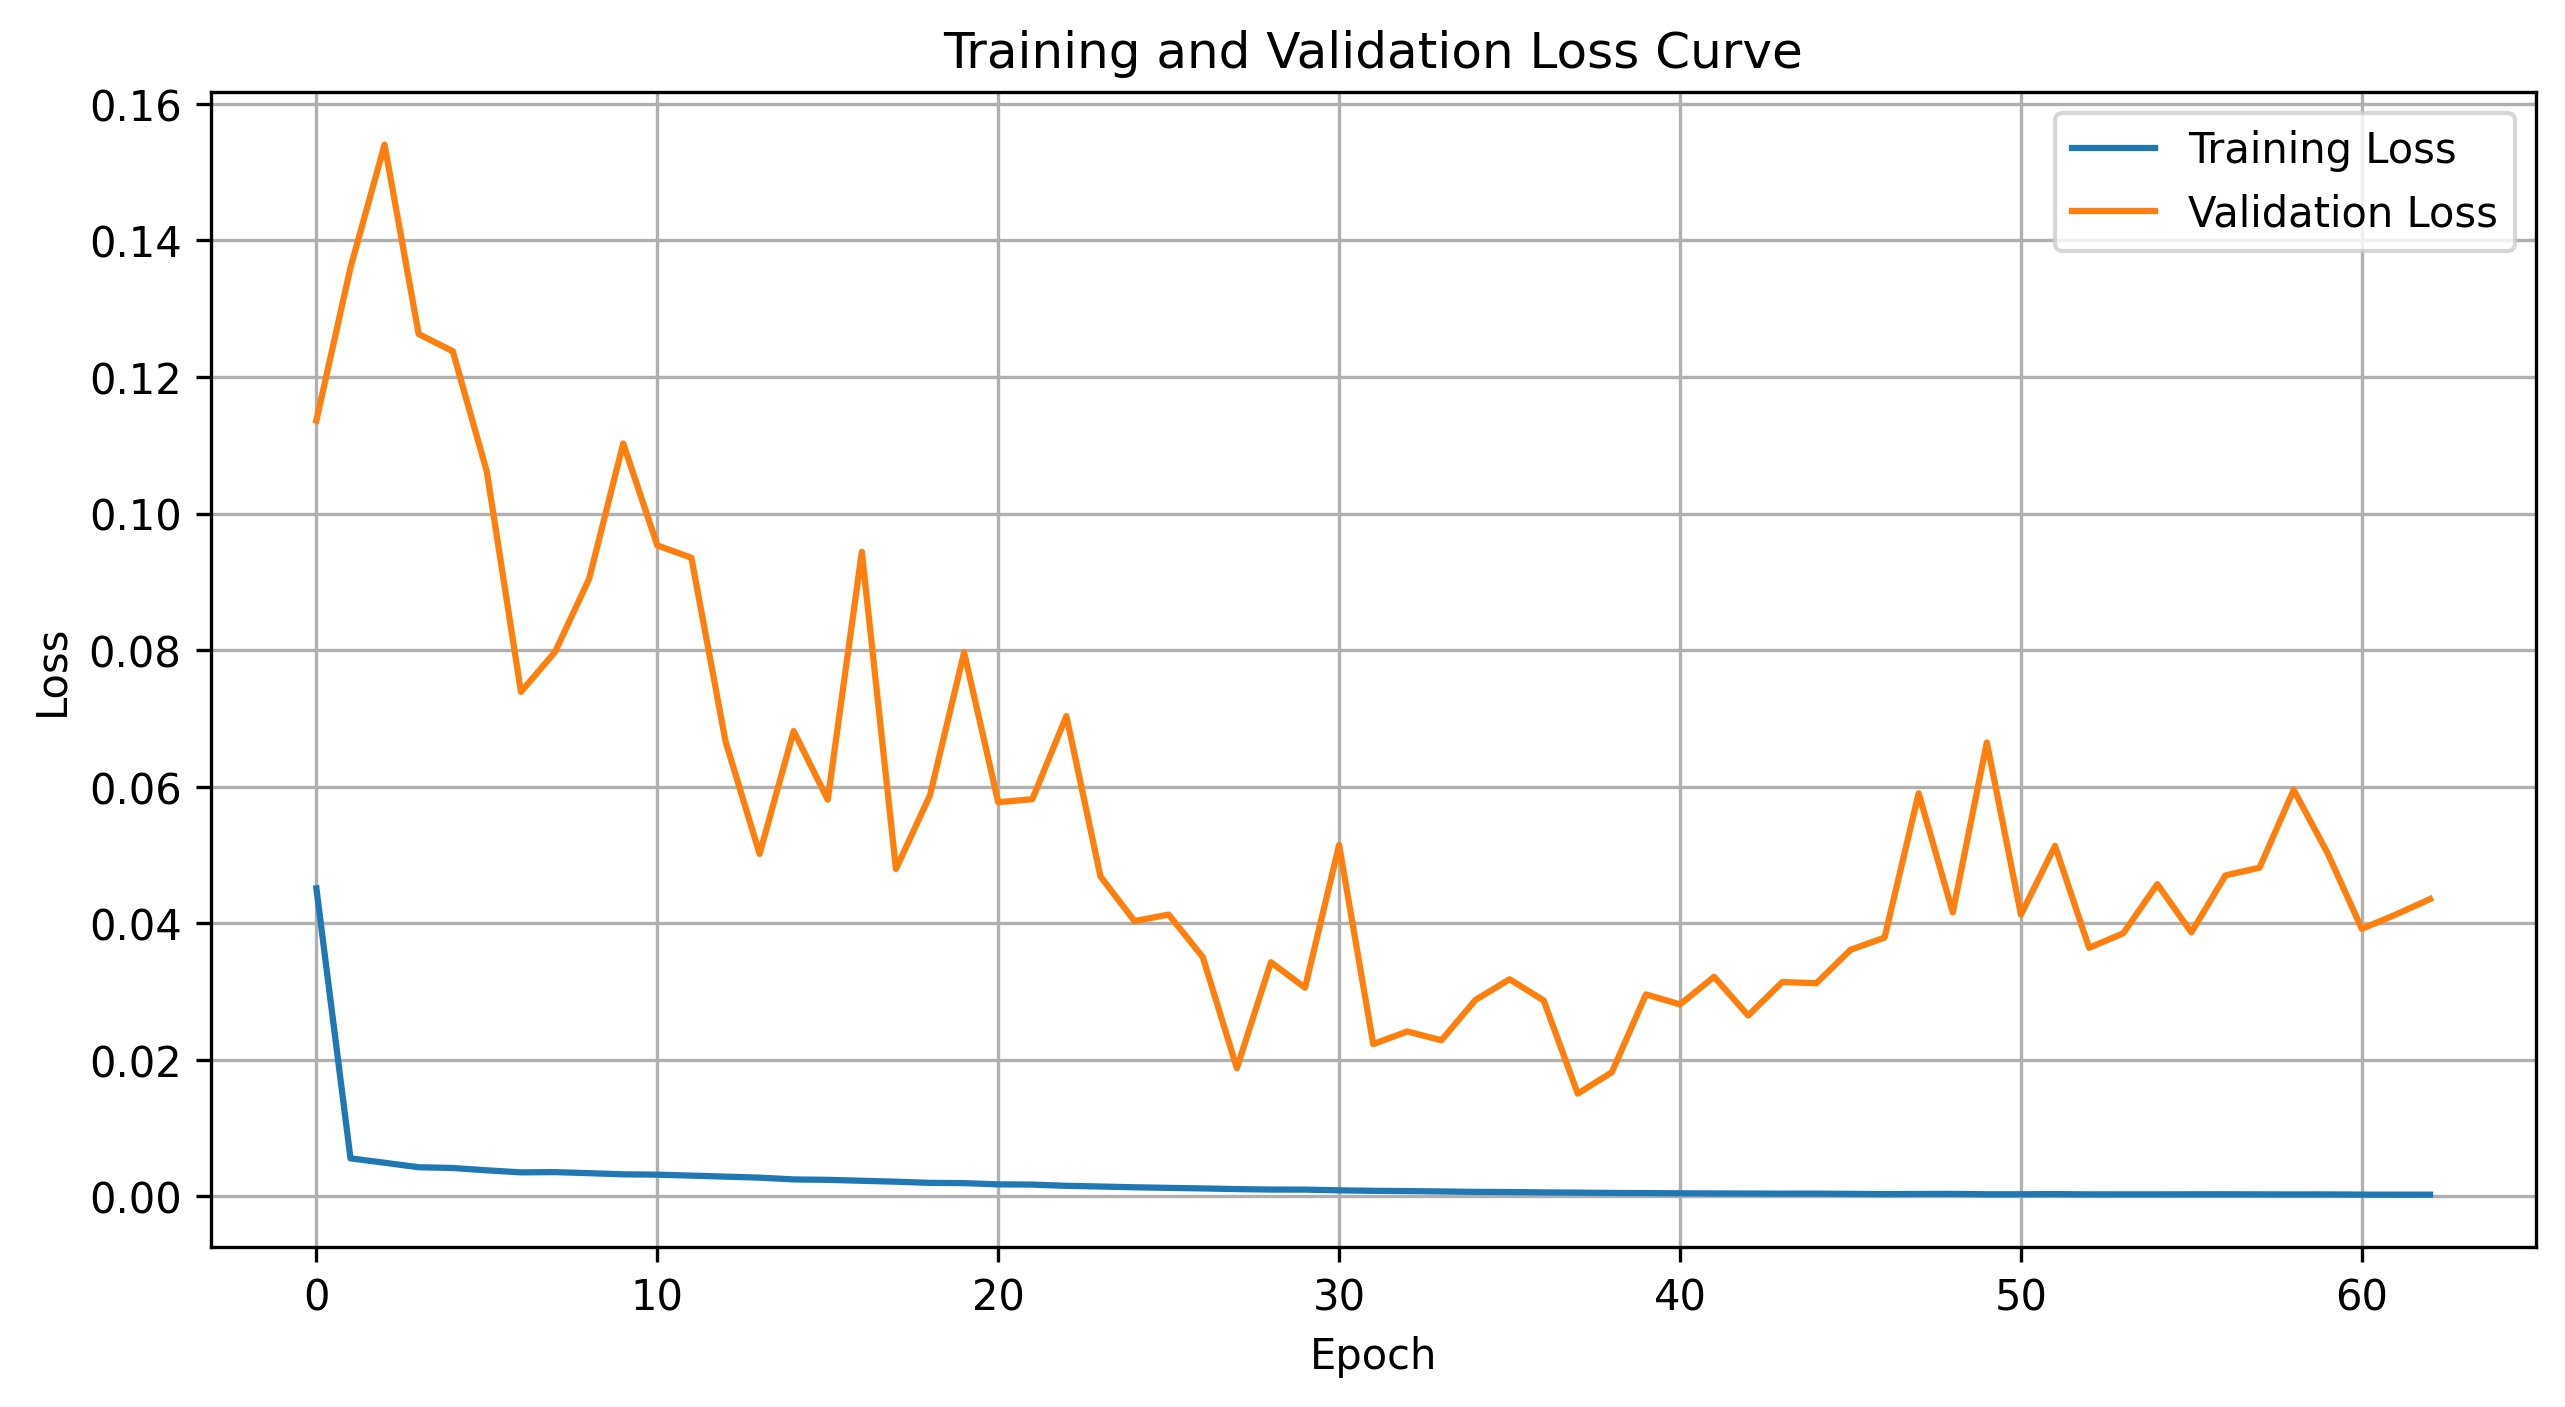 Training and Validation Loss Curve
0.16
0.14
0.12
0.10
0.08
0.06
0.04
0.02
0.00
Loss
Training Loss
Validation Loss
0 10 20 30 40 50 60
Epoch